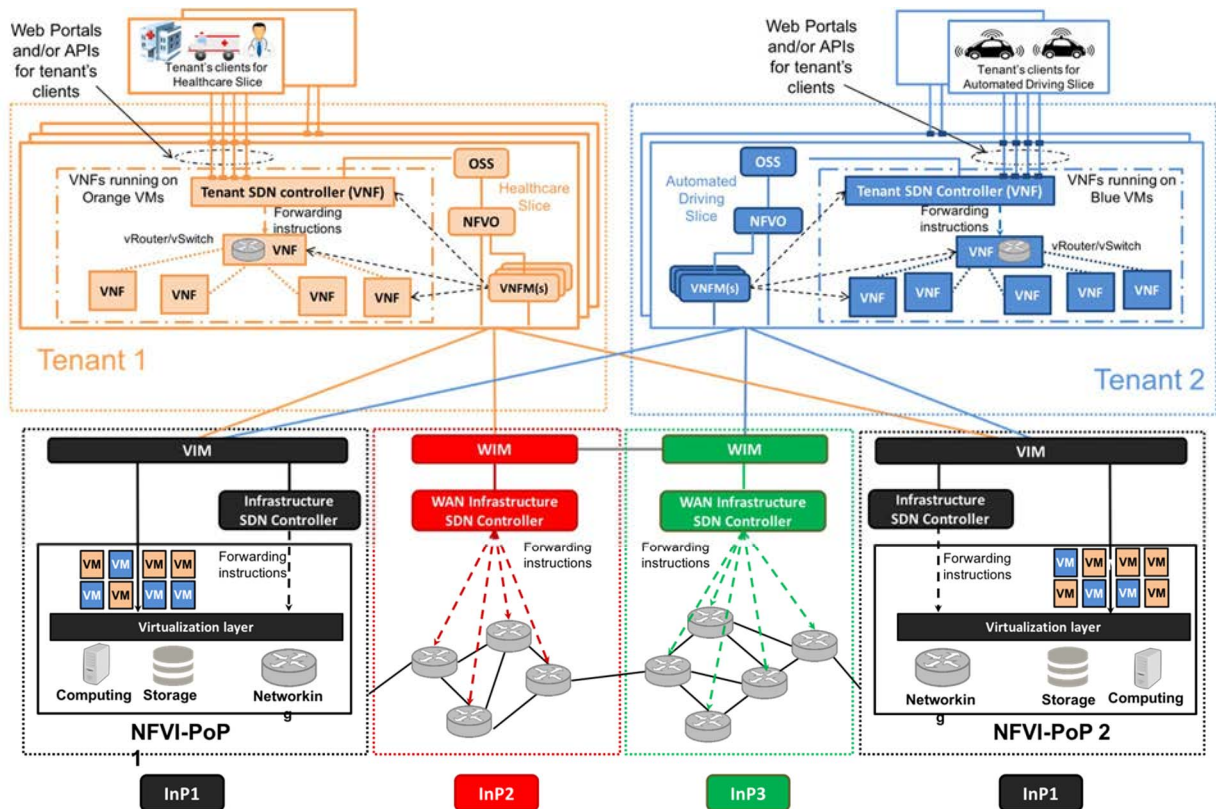 Web Portals
and/or APIs
for tenant's
clients
Tenant's clients for
Healthcare Slice
Web Portals
and/or APIs
for tenant's
clients
Tenant's clients for
Automated Driving Slice
VNFs running on
Orange VMs
Tenant SDN controller (VNF)
Forwarding
instructions
vRouter/vSwitch
VNF
VNF
VNF
VNF
VNF
OSS
Healthcare
Slice
NFVO
VNFM(s)
Tenant 1
OSS
Automated
Driving
Slice
NFVO
VNFM(s)
Tenant SDN Controller (VNF)
VNFs running on
Blue VMs
Forwarding
instructions
VNF
vRouter/vSwitch
VNF
VNF
VNF
VNF
VNF
Tenant 2
VIM
Infrastructure
SDN Controller
Forwarding
instructions
VM VM VM VM
VM VM VM VM
Virtualization layer
Computing
Storage
Networkin
g
NFVI-PoP
1
WIM
WAN Infrastructure
SDN Controller
Forwarding
instructions
WIM
WAN Infrastructure
SDN Controller
Forwarding
instructions
VIM
Infrastructure
SDN Controller
Forwarding
instructions
VM VM VM VM
VM VM VM VM
Virtualization layer
Networkin
g
Storage
Computing
NFVI-PoP 2
InP1
InP2
InP3
InP1